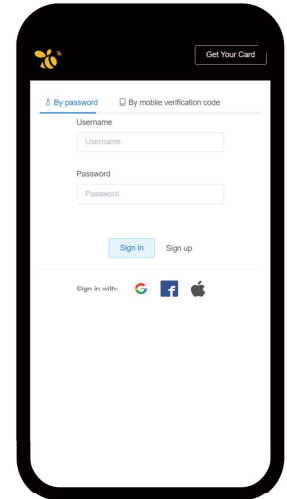 Get Your Card
By password
By mobile verification code
Username
Username
Password
Password
Sign in
Sign up
Sign in with: